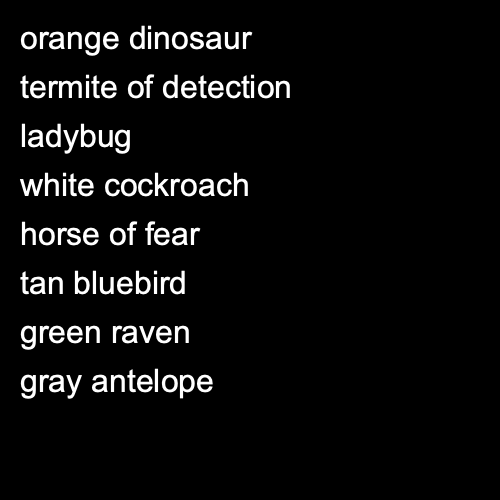 orange dinosaur
termite of detection
ladybug
white cockroach
horse of fear
tan bluebird
green raven
gray antelope